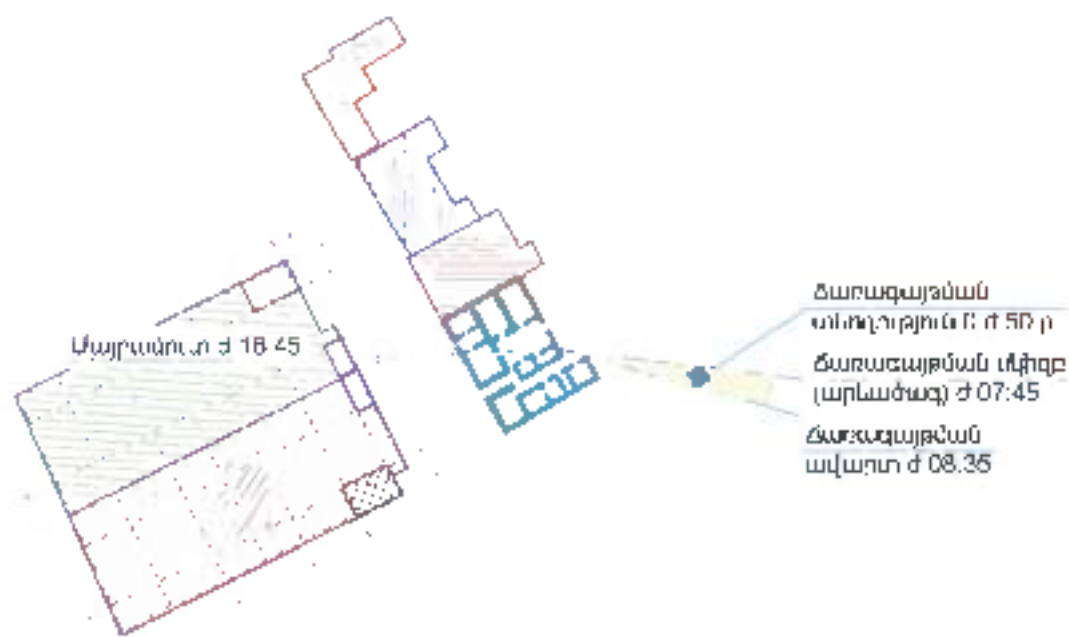 Մայրամուտ ժ 18 45
Ճառագայթման
տևողություն 0 ժ 50 ր
Ճառագայթման սկիզբ
(արևածագ) ժ 07:45
Ճառագայթման
ավարտ ժ 08.35